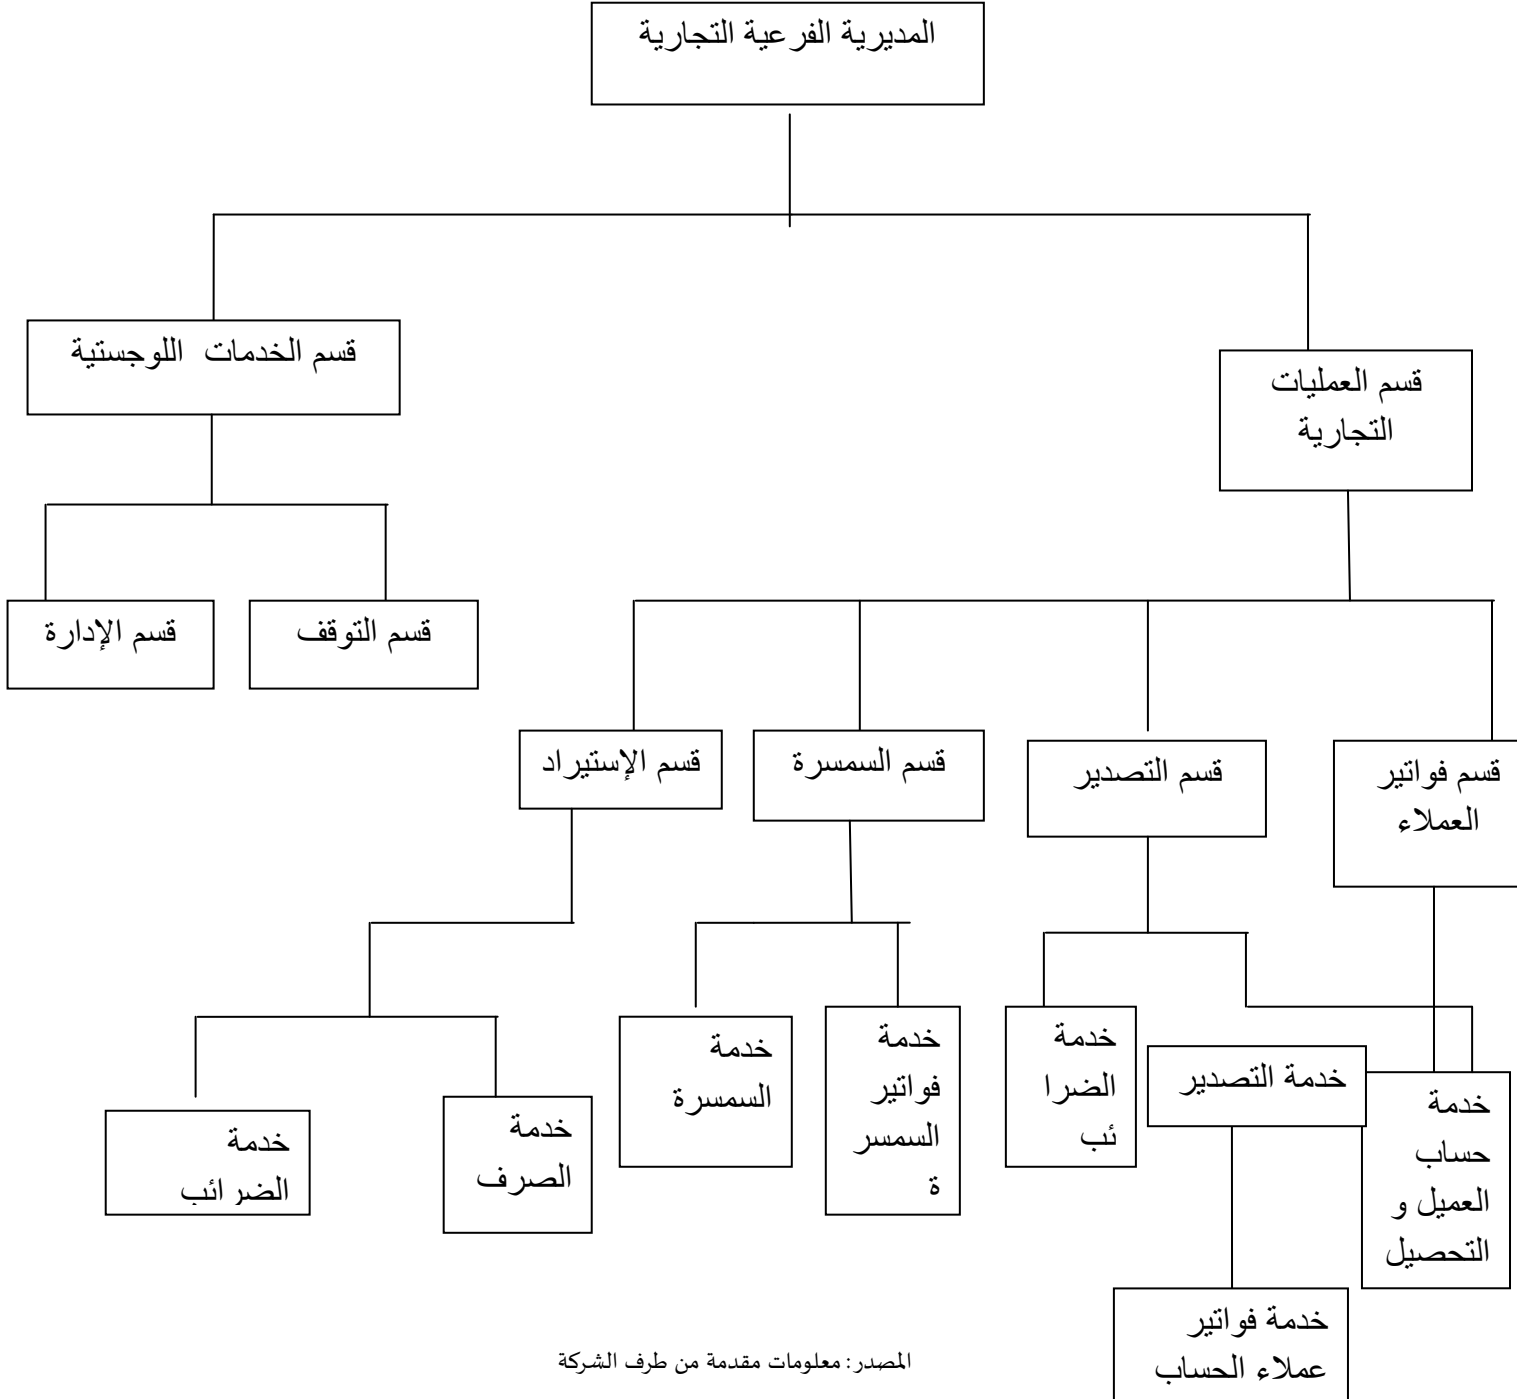 المديرية الفرعية التجارية
قسم الخدمات اللوجستية
قسم العمليات
التجارية
قسم التوقف
قسم الإدارة
قسم فواتير
العملاء
قسم التصدير
قسم السمسرة
قسم الإستيراد
خدمة
حساب
العميل و
التحصيل
خدمة التصدير
خدمة
الضرا
ئب
خدمة
فواتير
السمسر
ة
خدمة
السمسرة
خدمة
الصرف
خدمة
الضرائب
خدمة فواتير
عملاء الحساب
المصدر: معلومات مقدمة من طرف الشركة